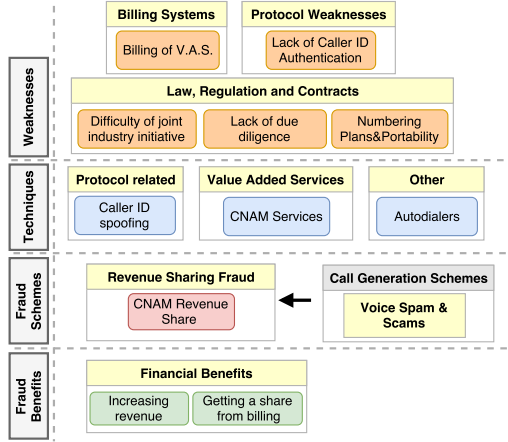 Billing Systems
Protocol Weaknesses
Billing of V.A.S.
Lack of Caller ID
Authentication
Weaknesses
Law, Regulation and Contracts
Difficulty of joint
industry initiative
Lack of due
diligence
Numbering
Plans&Portability
Techniques
Protocol related
Value Added Services
Other
Caller ID
spoofing
CNAM Services
Autodialers
Fraud
Schemes
Revenue Sharing Fraud
CNAM Revenue
Share
Call Generation Schemes
Voice Spam &
Scams
Fraud
Benefits
Financial Benefits
Increasing
revenue
Getting a share
from billing